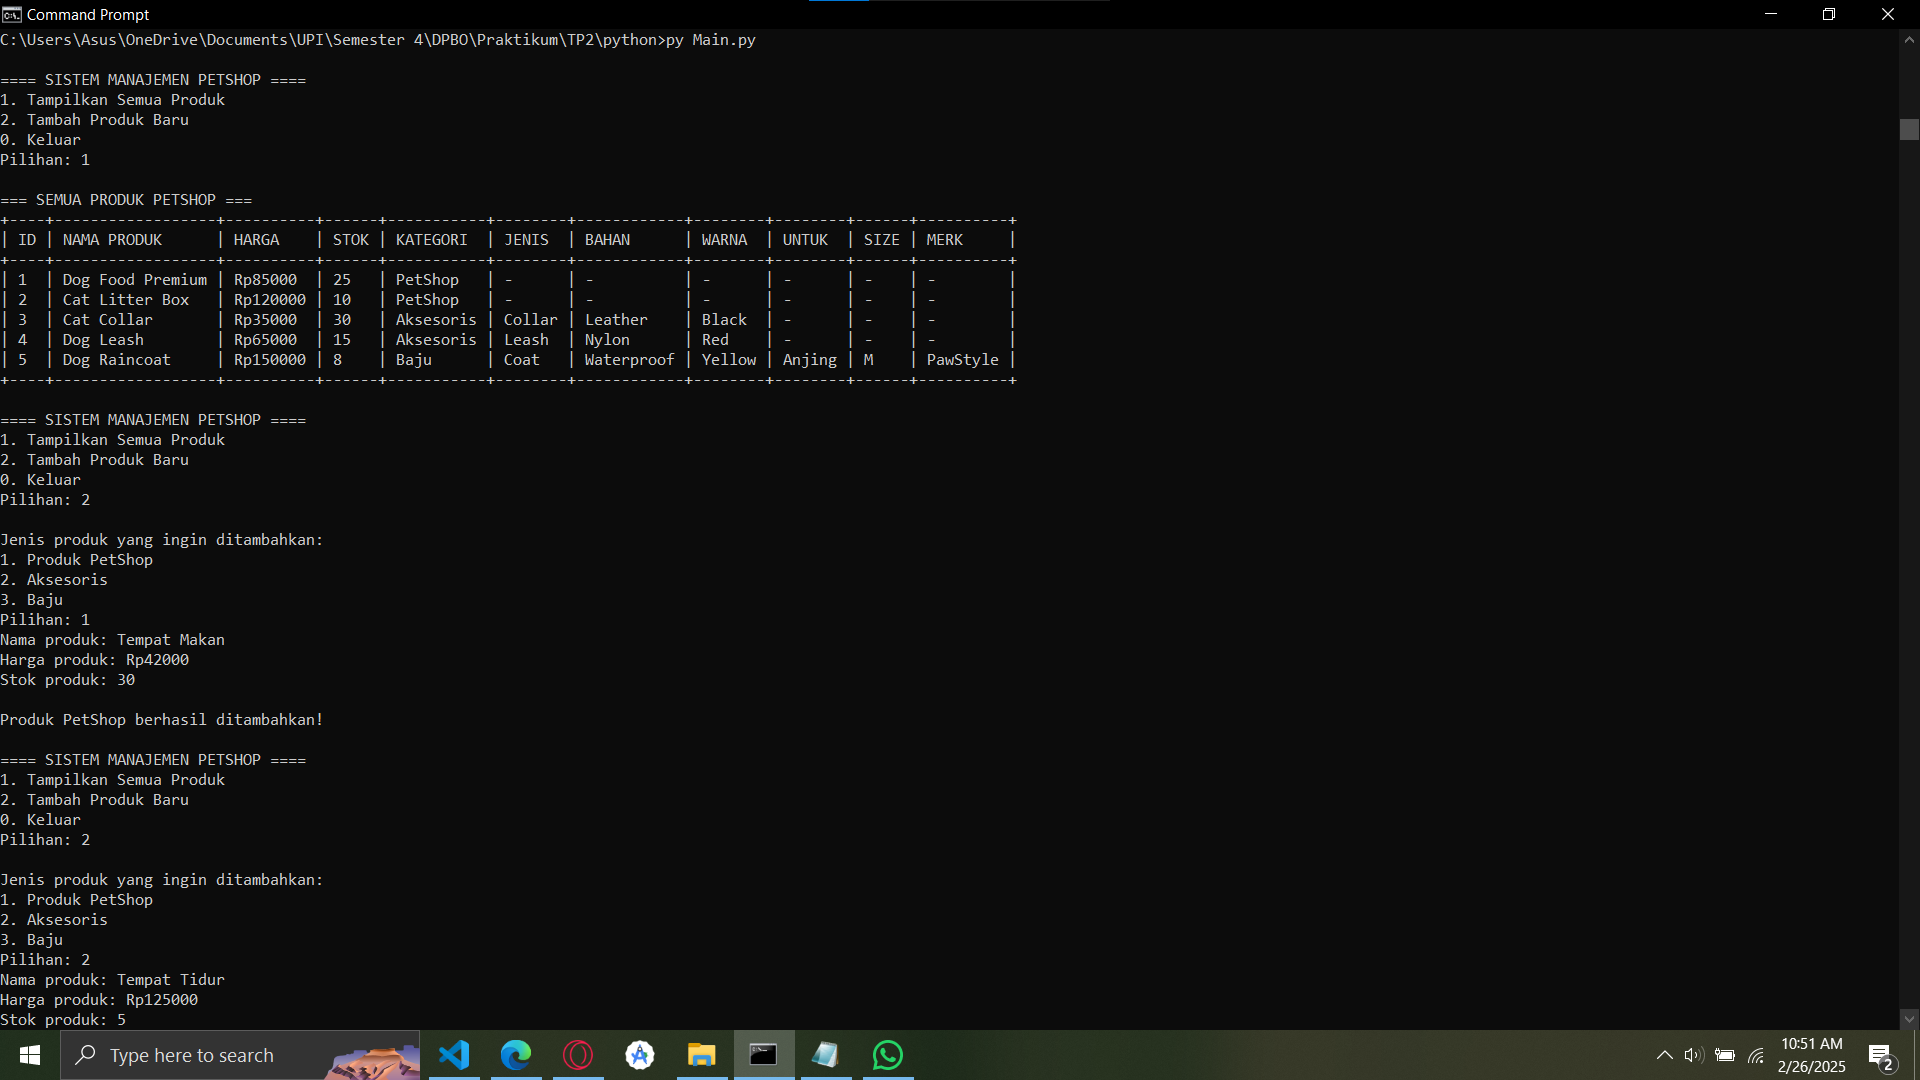 Command Prompt
C:\Users\Asus\OneDrive\Documents\UPI\Semester 4\DPBO\Praktikum\TP2\python>py Main.py
==== SISTEM MANAJEMEN PETSHOP ====
1. Tampilkan Semua Produk
2. Tambah Produk Baru
0. Keluar
Pilihan: 1
=== SEMUA PRODUK PETSHOP ===
+----+------------------+----------+------+-----------+--------+------------+--------+--------+------+----------+
| ID | NAMA PRODUK      | HARGA    | STOK | KATEGORI  | JENIS  | BAHAN      | WARNA  | UNTUK  | SIZE | MERK     |
+----+------------------+----------+------+-----------+--------+------------+--------+--------+------+----------+
| 1  | Dog Food Premium | Rp85000  | 25   | PetShop   | -      | -          | -      | -      | -    | -        |
| 2  | Cat Litter Box   | Rp120000 | 10   | PetShop   | -      | -          | -      | -      | -    | -        |
| 3  | Cat Collar       | Rp35000  | 30   | Aksesoris | Collar | Leather    | Black  | -      | -    | -        |
| 4  | Dog Leash        | Rp65000  | 15   | Aksesoris | Leash  | Nylon      | Red    | -      | -    | -        |
| 5  | Dog Raincoat     | Rp150000 | 8    | Baju      | Coat   | Waterproof | Yellow | Anjing | M    | PawStyle |
+----+------------------+----------+------+-----------+--------+------------+--------+--------+------+----------+
==== SISTEM MANAJEMEN PETSHOP ====
1. Tampilkan Semua Produk
2. Tambah Produk Baru
0. Keluar
Pilihan: 2
Jenis produk yang ingin ditambahkan:
1. Produk PetShop
2. Aksesoris
3. Baju
Pilihan: 1
Nama produk: Tempat Makan
Harga produk: Rp42000
Stok produk: 30
Produk PetShop berhasil ditambahkan!
==== SISTEM MANAJEMEN PETSHOP ====
1. Tampilkan Semua Produk
2. Tambah Produk Baru
0. Keluar
Pilihan: 2
Jenis produk yang ingin ditambahkan:
1. Produk PetShop
2. Aksesoris
3. Baju
Pilihan: 2
Nama produk: Tempat Tidur
Harga produk: Rp125000
Stok produk: 5
Type here to search
10:51 AM
2/26/2025
2